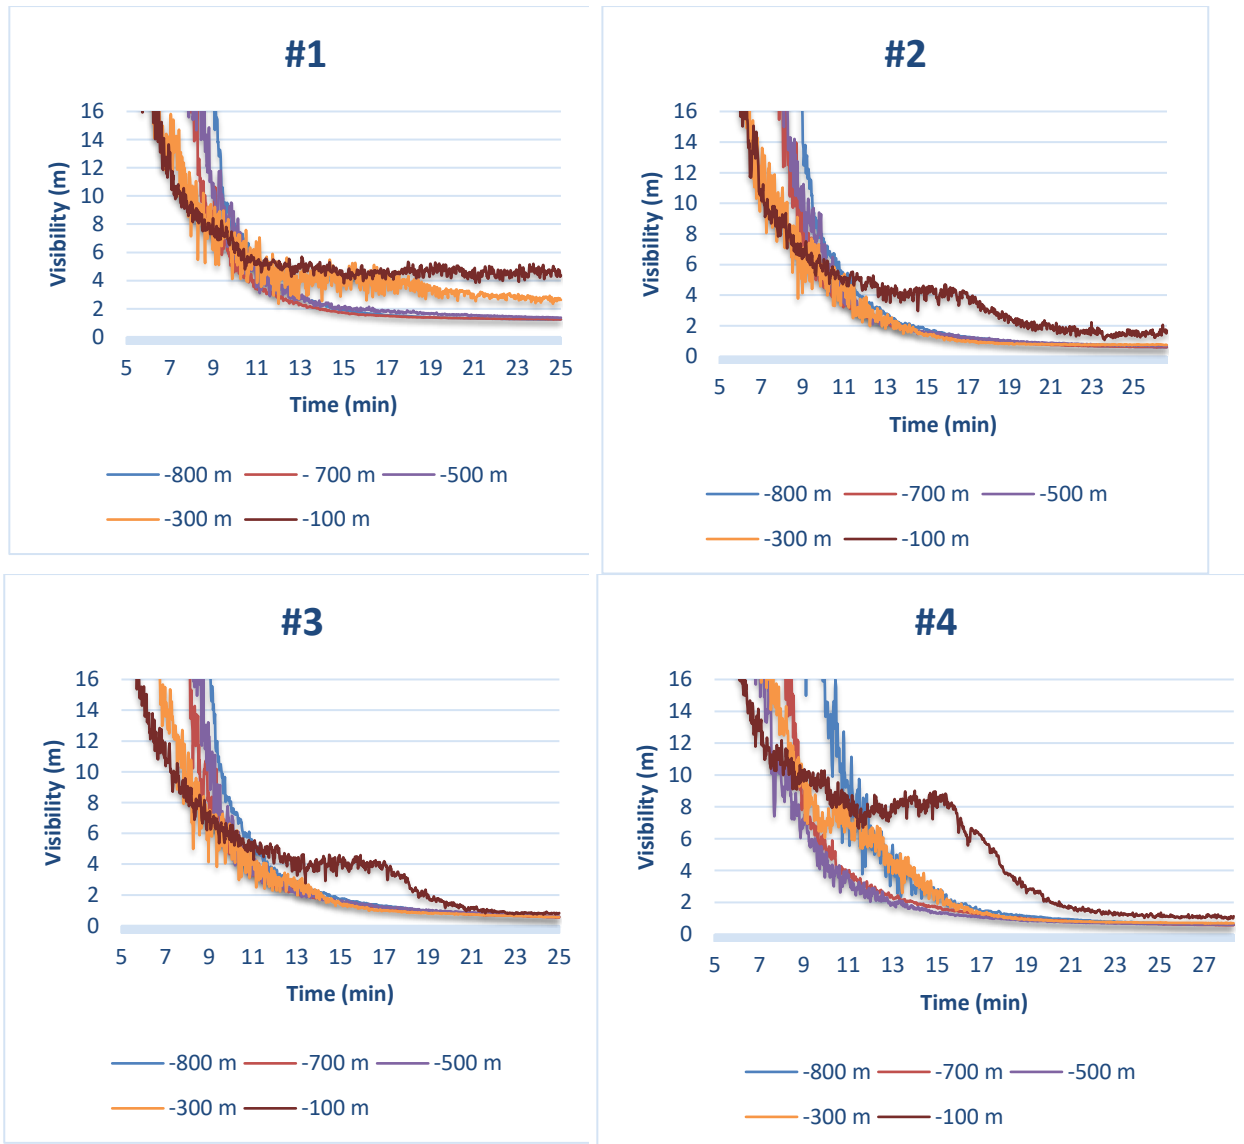 #1
16
14
12
10
8
6
4
2
0
Visibility (m)
5 7 9 11 13 15 17 19 21 23 25
Time (min)
-800 m - 700 m -500 m
-300 m -100 m
#2
16
14
12
10
8
6
4
2
0
Visibility (m)
5 7 9 11 13 15 17 19 21 23 25
Time (min)
-800 m -700 m -500 m
-300 m -100 m
#3
16
14
12
10
8
6
4
2
0
Visibility (m)
5 7 9 11 13 15 17 19 21 23 25
Time (min)
-800 m -700 m -500 m
-300 m -100 m
#4
16
14
12
10
8
6
4
2
0
Visibility (m)
5 7 9 11 13 15 17 19 21 23 25 27
Time (min)
-800 m -700 m -500 m
-300 m -100 m